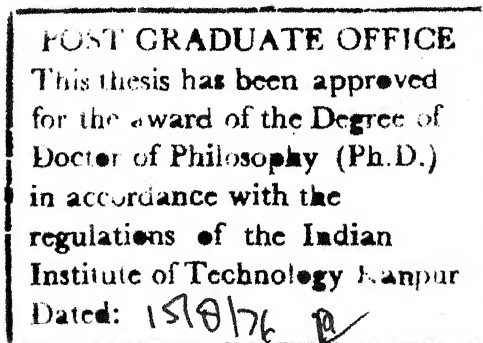 POST GRADUATE OFFICE
This thesis has been approved
for the award of the Degree of
Doctor of Philosophy (Ph.D.)
in accordance with the
regulations of the Indian
Institute of Technology Kanpur
Dated: 15/8/76